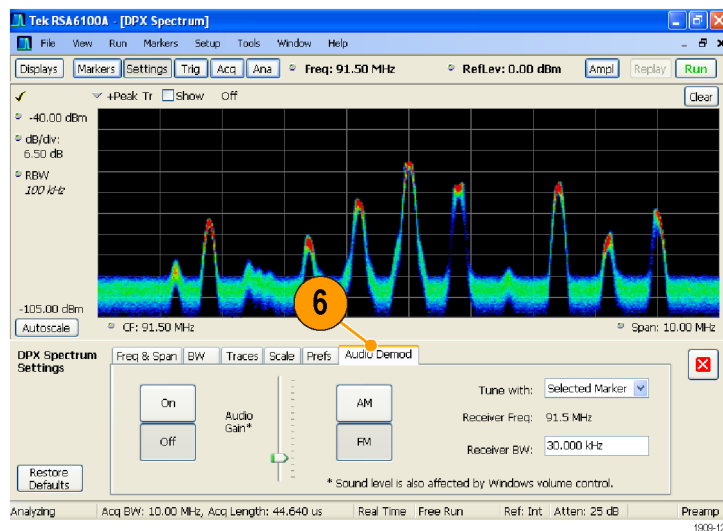 Tek RSA6100A - [DPX Spectrum]
File View Run Markers Setup Tools Window Help
Displays Markers Settings Trig Acq Ana Freq: 91.50 MHz RefLev: 0.00 dBm Ampl Replay Run
+Peak Tr Show Off Clear
-40.00 dBm
dB/div:
6.50 dB
RBW
100 kHz
-105.00 dBm
6
Autoscale CF: 91.50 MHz Span: 10.00 MHz
DPX Spectrum
Settings
Freq & Span BW Traces Scale Prefs Audio Demod
On
Off
Audio
Gain*
AM
FM
Tune with: Selected Marker
Receiver Freq: 91.5 MHz
Receiver BW: 30.000 kHz
* Sound level is also affected by Windows volume control.
Restore
Defaults
Analyzing Acq BW: 10.00 MHz, Acq Length: 44.640 us Real Time Free Run Ref: Int Atten: 25 dB Preamp
1909-12